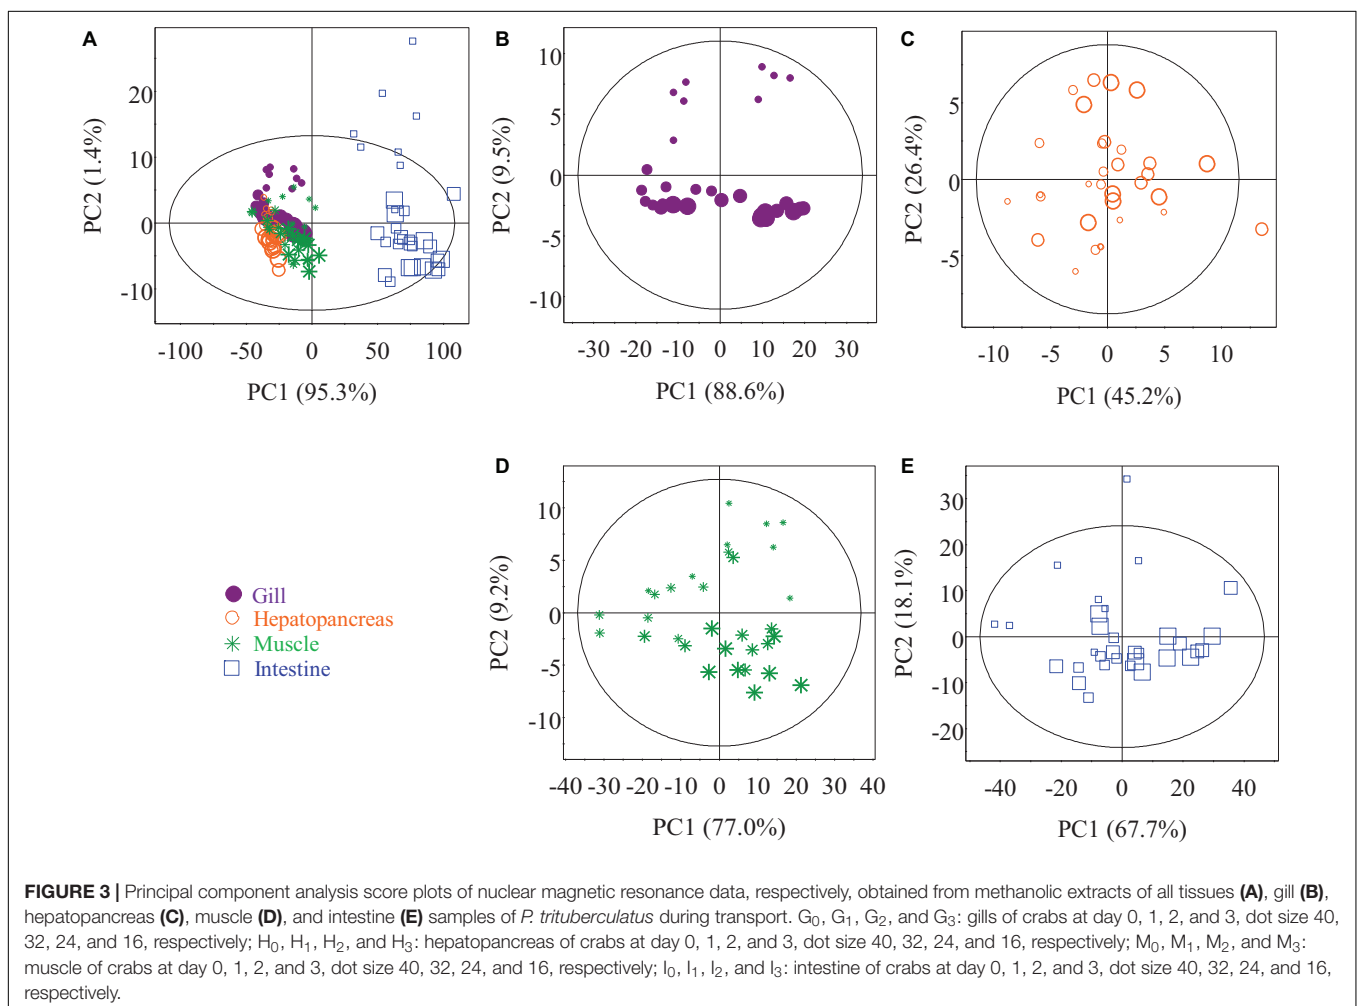 A
20
10
0
-10
PC2 (1.4%)
-100 -50 0 50 100
PC1 (95.3%)
B
10
5
0
-5
-10
PC2 (9.5%)
-30 -20 -10 0 10 20 30
PC1 (88.6%)
C
5
0
-5
PC2 (26.4%)
-10 -5 0 5 10
PC1 (45.2%)
Gill
Hepatopancreas
Muscle
Intestine
D
10
5
0
-5
-10
PC2 (9.2%)
-40 -30 -20 -10 0 10 20 30 40
PC1 (77.0%)
E
30
20
10
0
-10
-20
PC2 (18.1%)
-40 -20 0 20 40
PC1 (67.7%)
FIGURE 3 | Principal component analysis score plots of nuclear magnetic resonance data, respectively, obtained from methanolic extracts of all tissues (A), gill (B),
hepatopancreas (C), muscle (D), and intestine (E) samples of P. trituberculatus during transport. G0, G1, G2, and G3: gills of crabs at day 0, 1, 2, and 3, dot size 40,
32, 24, and 16, respectively; H0, H1, H2, and H3: hepatopancreas of crabs at day 0, 1, 2, and 3, dot size 40, 32, 24, and 16, respectively; M0, M1, M2, and M3:
muscle of crabs at day 0, 1, 2, and 3, dot size 40, 32, 24, and 16, respectively; I0, I1, I2, and I3: intestine of crabs at day 0, 1, 2, and 3, dot size 40, 32, 24, and 16,
respectively.